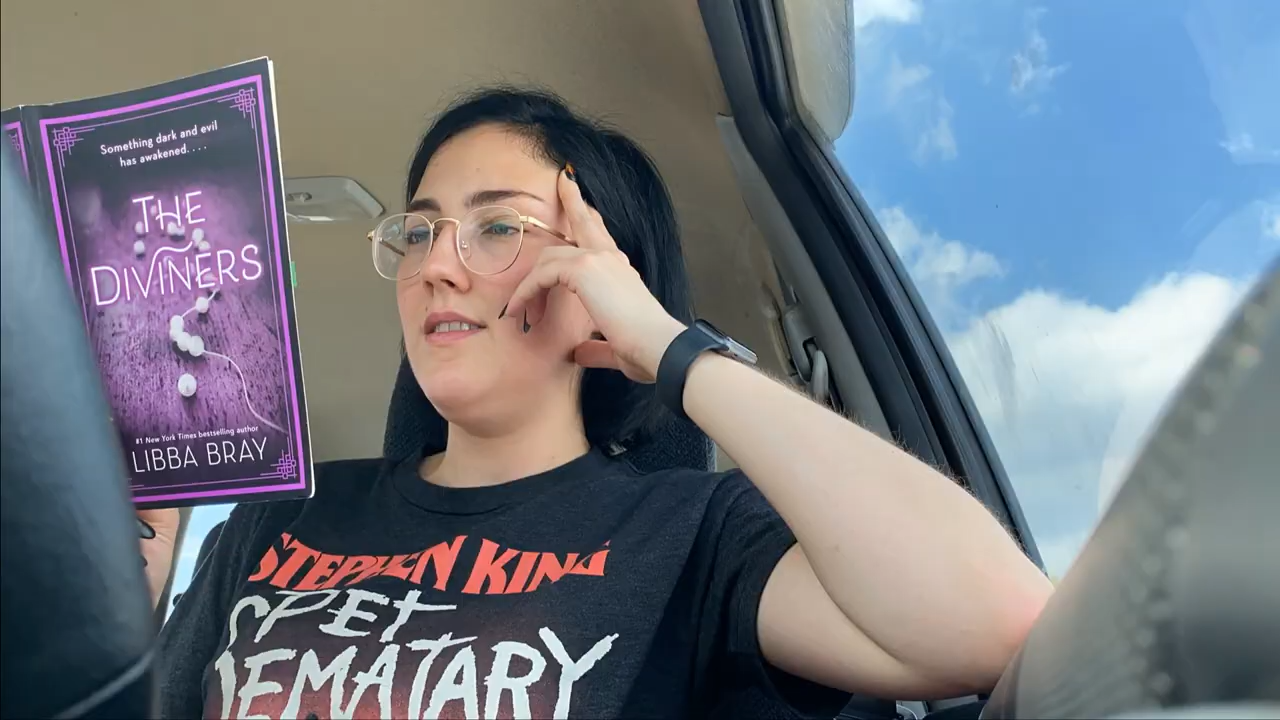 Something dark and evil
has awakened....
THE
DIVINERS
#1 New York Times bestselling author
LIBBA BRAY
STEPHEN KING
PET
SEMATARY